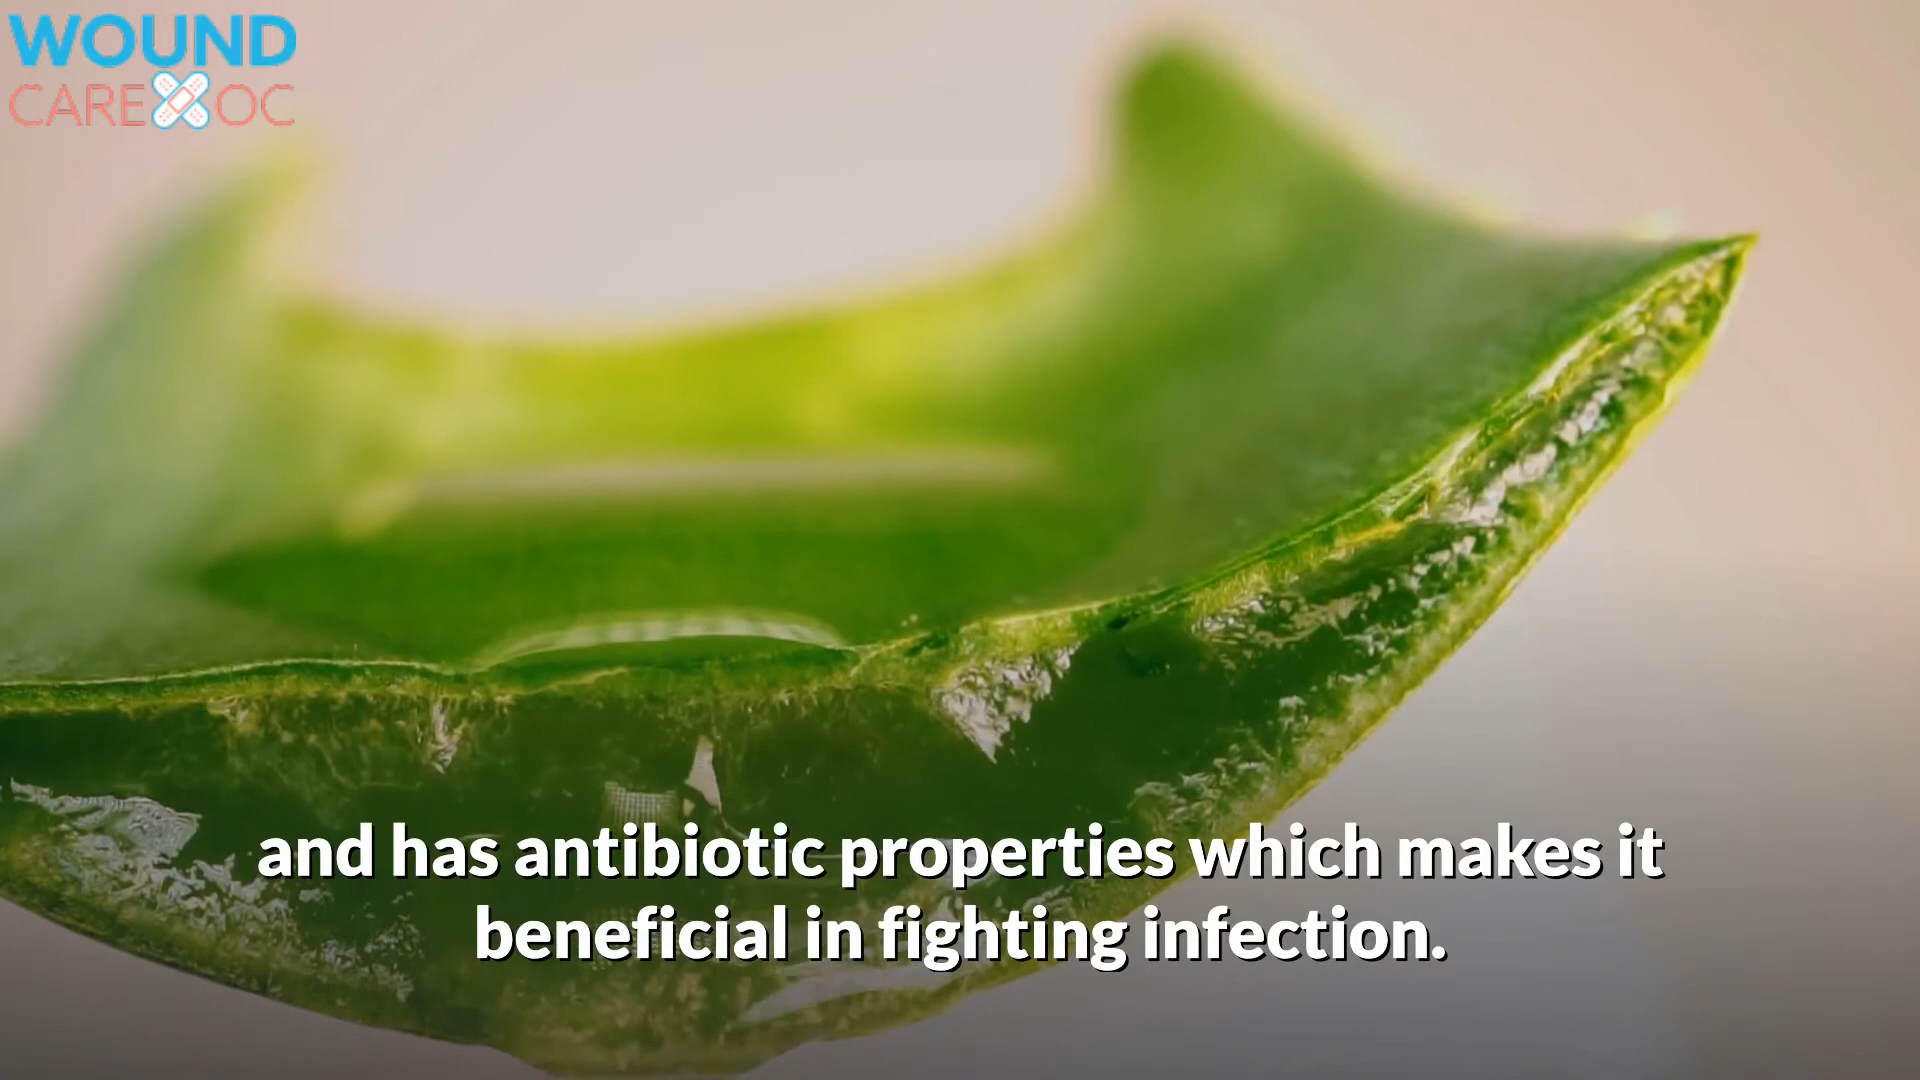 WOUND
CARE OC
and has antibiotic properties which makes it
beneficial in fighting infection.